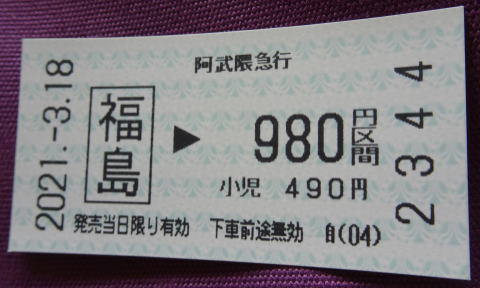 阿武隈急行
2021.-3.18
福島 ▶ 980円区間
小児 490円
発売当日限り有効 下車前途無効 自(04)
2344